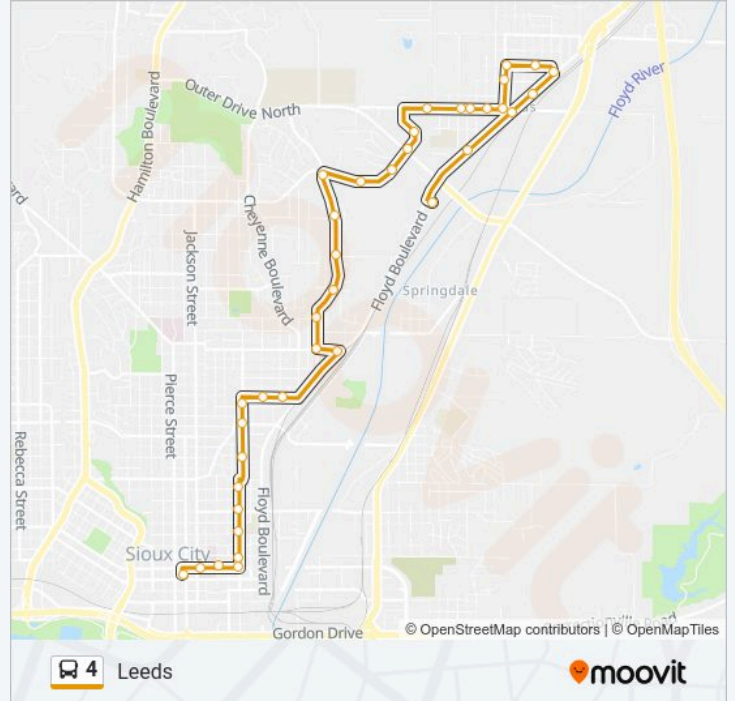 Outer Drive North
Hamilton Boulevard
Floyd River
Cheyenne Boulevard
Jackson Street
Floyd Boulevard
Springdale
Pierce Street
Rebecca Street
Floyd Boulevard
Sioux City
Gordon Drive
© OpenStreetMap contributors | © OpenMapTiles
4 Leeds
moovit